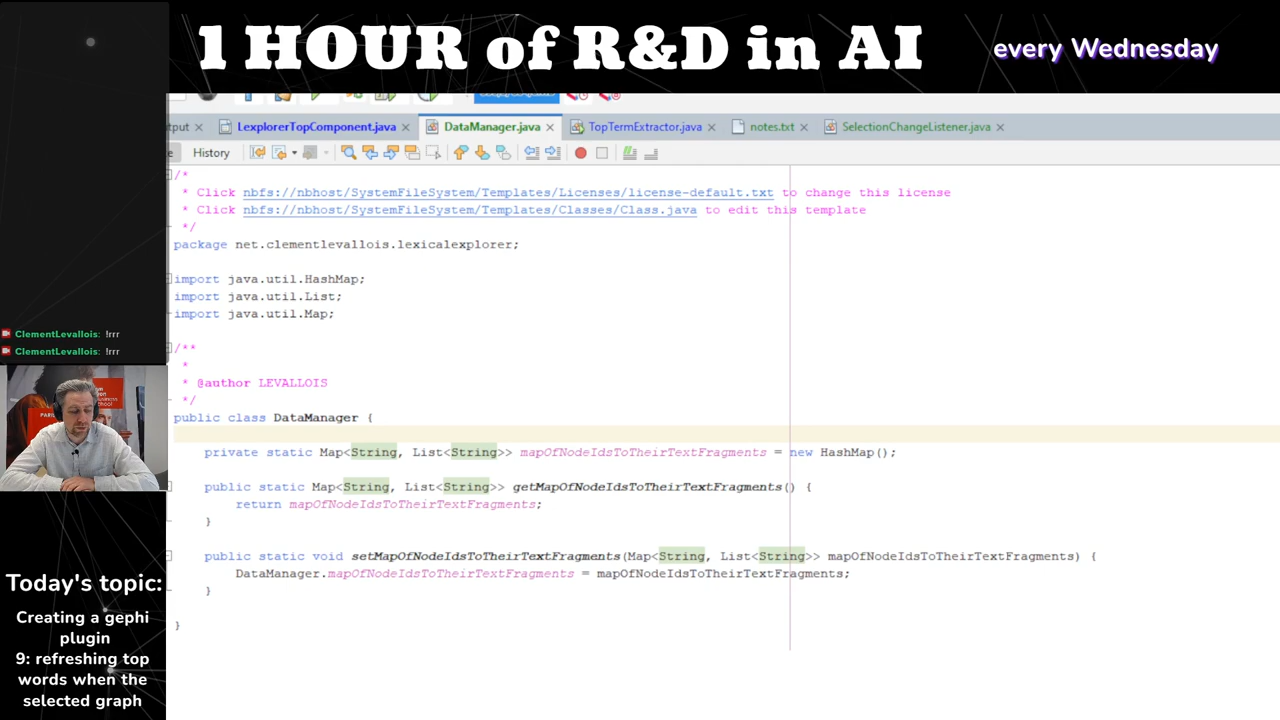 1 HOUR of R&D in AI
every Wednesday
LexplorerTopComponent.java
DataManager.java
TopTermExtractor.java
notes.txt
SelectionChangeListener.java
History
/*
* Click nbfs://nbhost/SystemFileSystem/Templates/Licenses/license-default.txt to change this license
* Click nbfs://nbhost/SystemFileSystem/Templates/Classes/Class.java to edit this template
*/
package net.clementlevallois.lexicalexplorer;
import java.util.HashMap;
import java.util.List;
import java.util.Map;
/**
*
* @author LEVALLOIS
*/
public class DataManager {
private static Map<String, List<String>> mapOfNodeIdsToTheirTextFragments = new HashMap();
public static Map<String, List<String>> getMapOfNodeIdsToTheirTextFragments() {
return mapOfNodeIdsToTheirTextFragments;
}
public static void setMapOfNodeIdsToTheirTextFragments(Map<String, List<String>> mapOfNodeIdsToTheirTextFragments) {
DataManager.mapOfNodeIdsToTheirTextFragments = mapOfNodeIdsToTheirTextFragments;
}
}
ClementLevallois: !rrr
ClementLevallois: !rrr
Today's topic:
Creating a gephi
plugin
9: refreshing top
words when the
selected graph